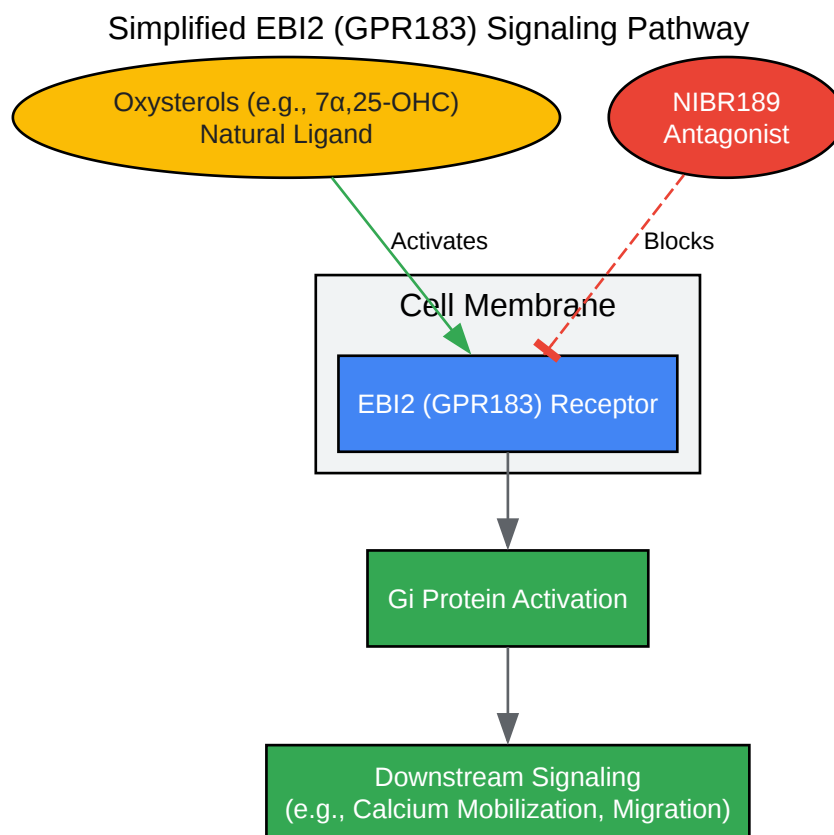 Simplified EBI2 (GPR183) Signaling Pathway
Oxysterols (e.g., 7α,25-OHC)
Natural Ligand
NIBR189
Antagonist
Activates
Blocks
Cell Membrane
EBI2 (GPR183) Receptor
Gi Protein Activation
Downstream Signaling
(e.g., Calcium Mobilization, Migration)